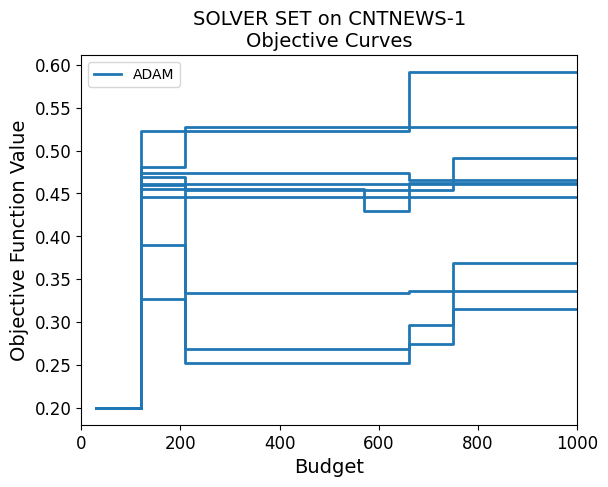 SOLVER SET on CNTNEWS-1
Objective Curves
ADAM
Objective Function Value
0.60
0.55
0.50
0.45
0.40
0.35
0.30
0.25
0.20
0 200 400 600 800 1000
Budget